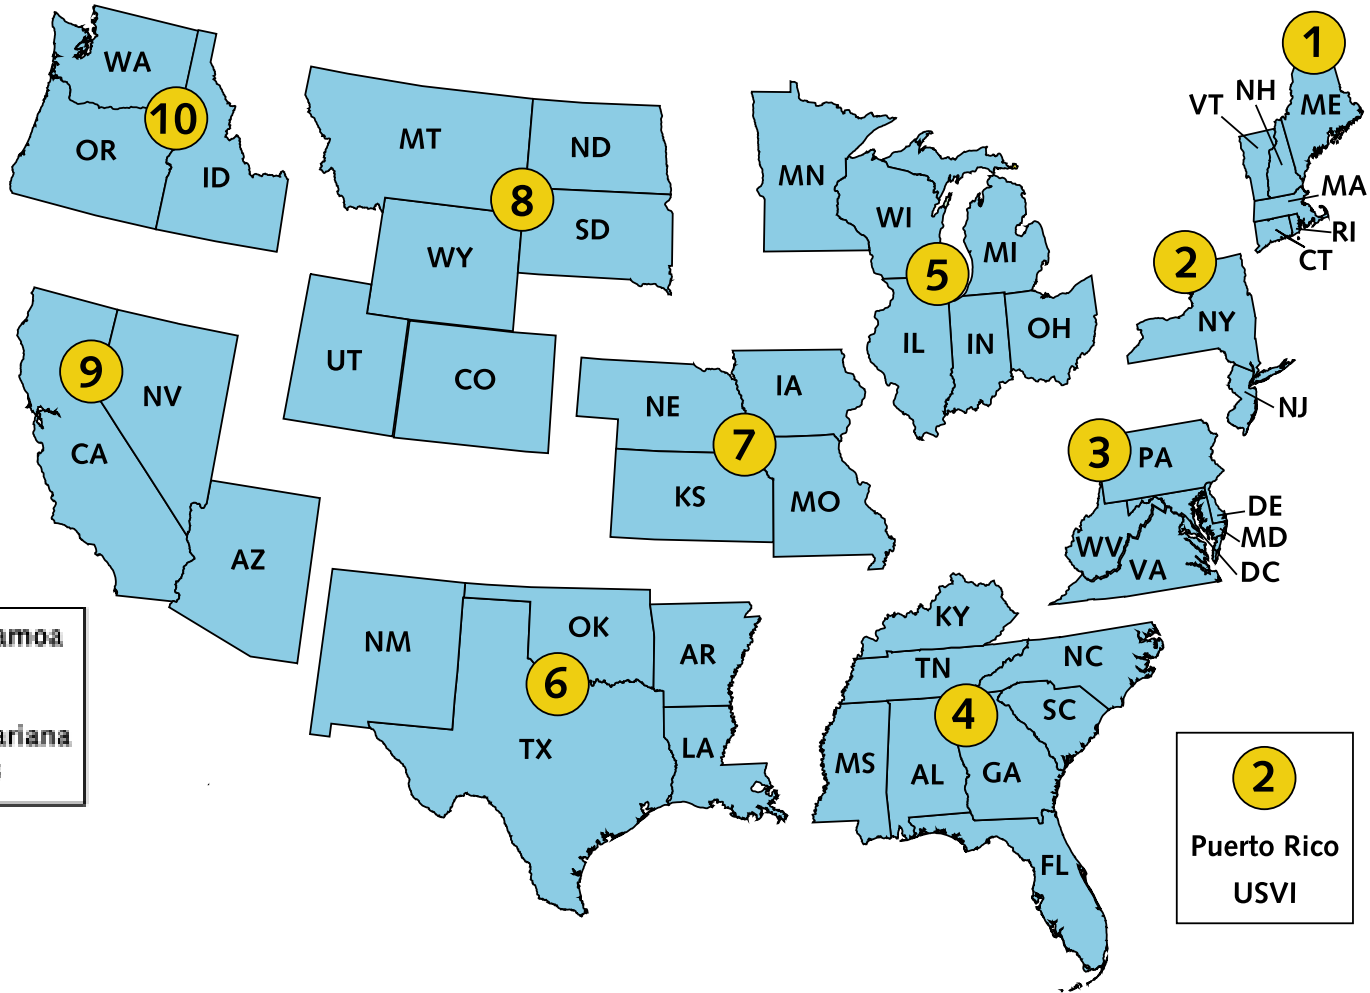 1
NH
VT
ME
MA
RI
CT
2
NY
NJ
3
PA
DE
MD
DC
WV
VA
KY
TN
NC
4
SC
MS
AL
GA
FL
MN
WI
MI
5
IL
IN
OH
OK
NM
AR
6
TX
LA
IA
NE
7
KS
MO
MT
ND
8
SD
WY
UT
CO
9
NV
CA
AZ
WA
10
OR
ID
amoa
ariana
2
Puerto Rico
USVI